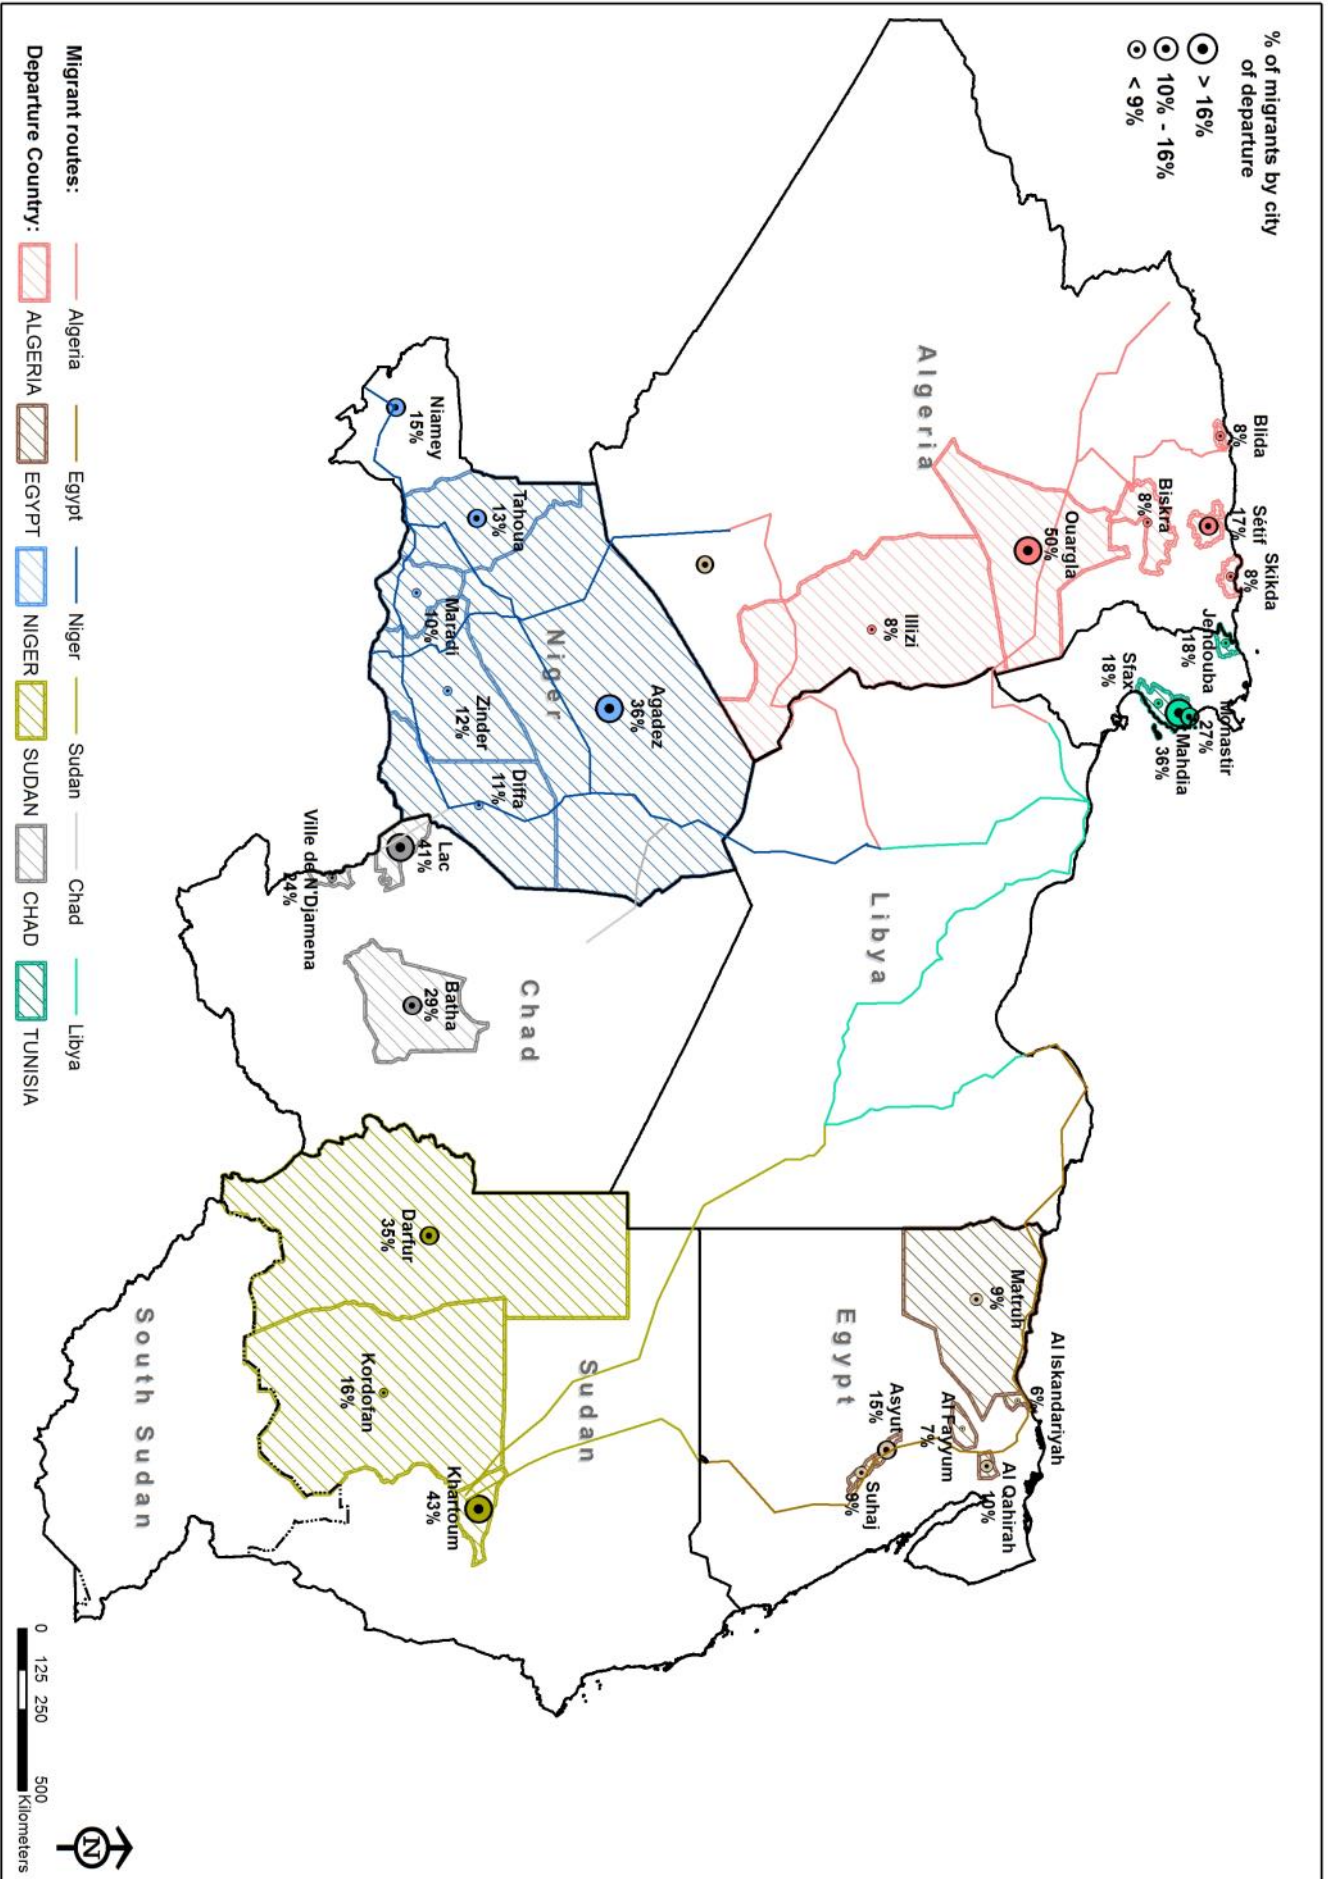 % of migrants by city
of departure
> 16%
10% - 16%
< 9%
Blida
8%
Sétif
17%
Skikda
8%
Biskra
8%
Ouargla
50%
Illizi
8%
Algeria
Jendouba
18%
Sfax
18%
Monastir
27%
Mahdia
36%
Libya
Al Iskandariyah
6%
Matruh
9%
Al Qahirah
10%
Al Fayyum
7%
Asyut
15%
Suhaj
9%
Egypt
Niamey
15%
Tahoua
13%
Maradi
10%
Zinder
12%
Diffa
11%
Agadez
36%
Niger
Lac
41%
Ville de N'Djamena
24%
Batha
29%
Chad
Darfur
35%
Kordofan
16%
Khartoum
43%
Sudan
South Sudan
Migrant routes:
Algeria
Egypt
Niger
Sudan
Chad
Libya
Departure Country:
ALGERIA
EGYPT
NIGER
SUDAN
CHAD
TUNISIA
0 125 250 500
Kilometers
N